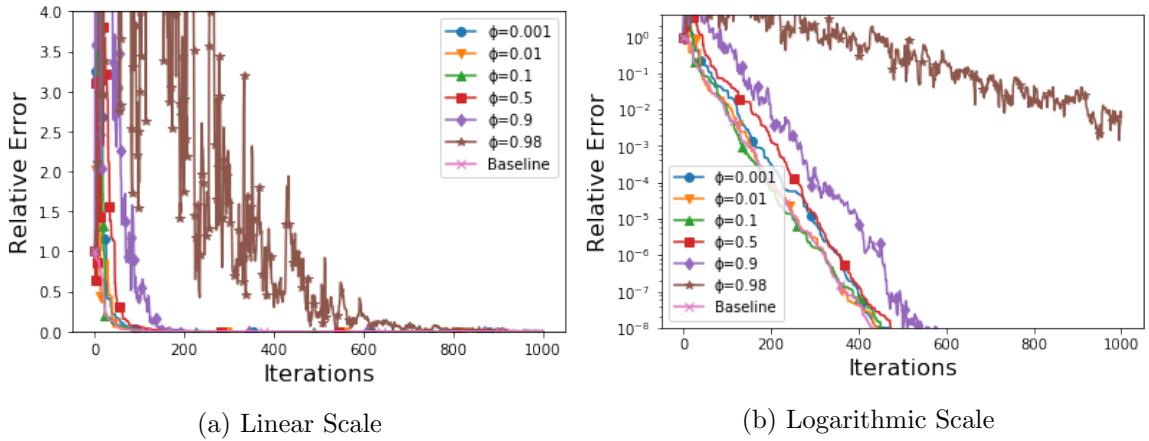 4.0
3.5
3.0
2.5
2.0
1.5
1.0
0.5
0.0
Relative Error
0 200 400 600 800 1000
Iterations
ϕ=0.001
ϕ=0.01
ϕ=0.1
ϕ=0.5
ϕ=0.9
ϕ=0.98
Baseline
(a) Linear Scale
10⁰
10⁻¹
10⁻²
10⁻³
10⁻⁴
10⁻⁵
10⁻⁶
10⁻⁷
10⁻⁸
Relative Error
ϕ=0.001
ϕ=0.01
ϕ=0.1
ϕ=0.5
ϕ=0.9
ϕ=0.98
Baseline
0 200 400 600 800 1000
Iterations
(b) Logarithmic Scale